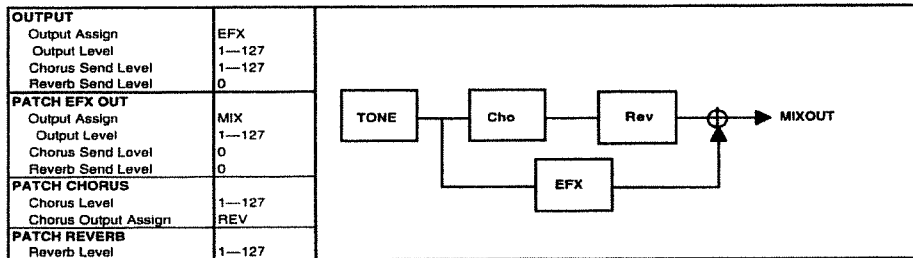 OUTPUT
Output Assign EFX
Output Level 1—127
Chorus Send Level 1—127
Reverb Send Level 0
PATCH EFX OUT
Output Assign MIX
Output Level 1—127
Chorus Send Level 0
Reverb Send Level 0
PATCH CHORUS
Chorus Level 1—127
Chorus Output Assign REV
PATCH REVERB
Reverb Level 1—127
TONE Cho Rev MIXOUT
EFX